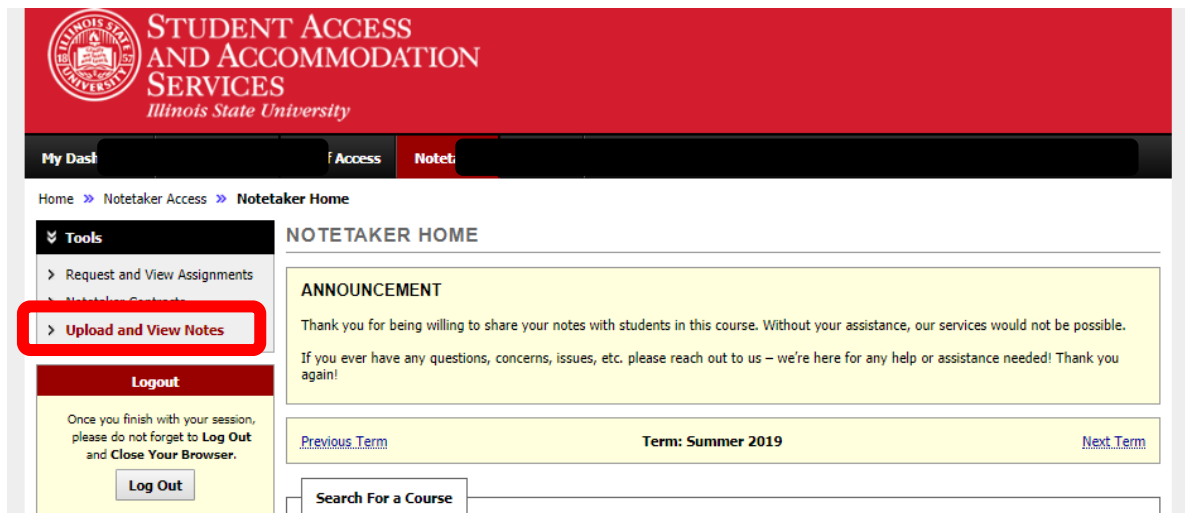 STUDENT ACCESS
AND ACCOMMODATION
SERVICES
Illinois State University
My Dash
f Access
Noteta
Home » Notetaker Access » Notetaker Home
Tools
Request and View Assignments
Notetaker Contracts
Upload and View Notes
Logout
Once you finish with your session,
please do not forget to Log Out
and Close Your Browser.
Log Out
NOTETAKER HOME
ANNOUNCEMENT
Thank you for being willing to share your notes with students in this course. Without your assistance, our services would not be possible.
If you ever have any questions, concerns, issues, etc. please reach out to us – we're here for any help or assistance needed! Thank you
again!
Previous Term
Term: Summer 2019
Next Term
Search For a Course